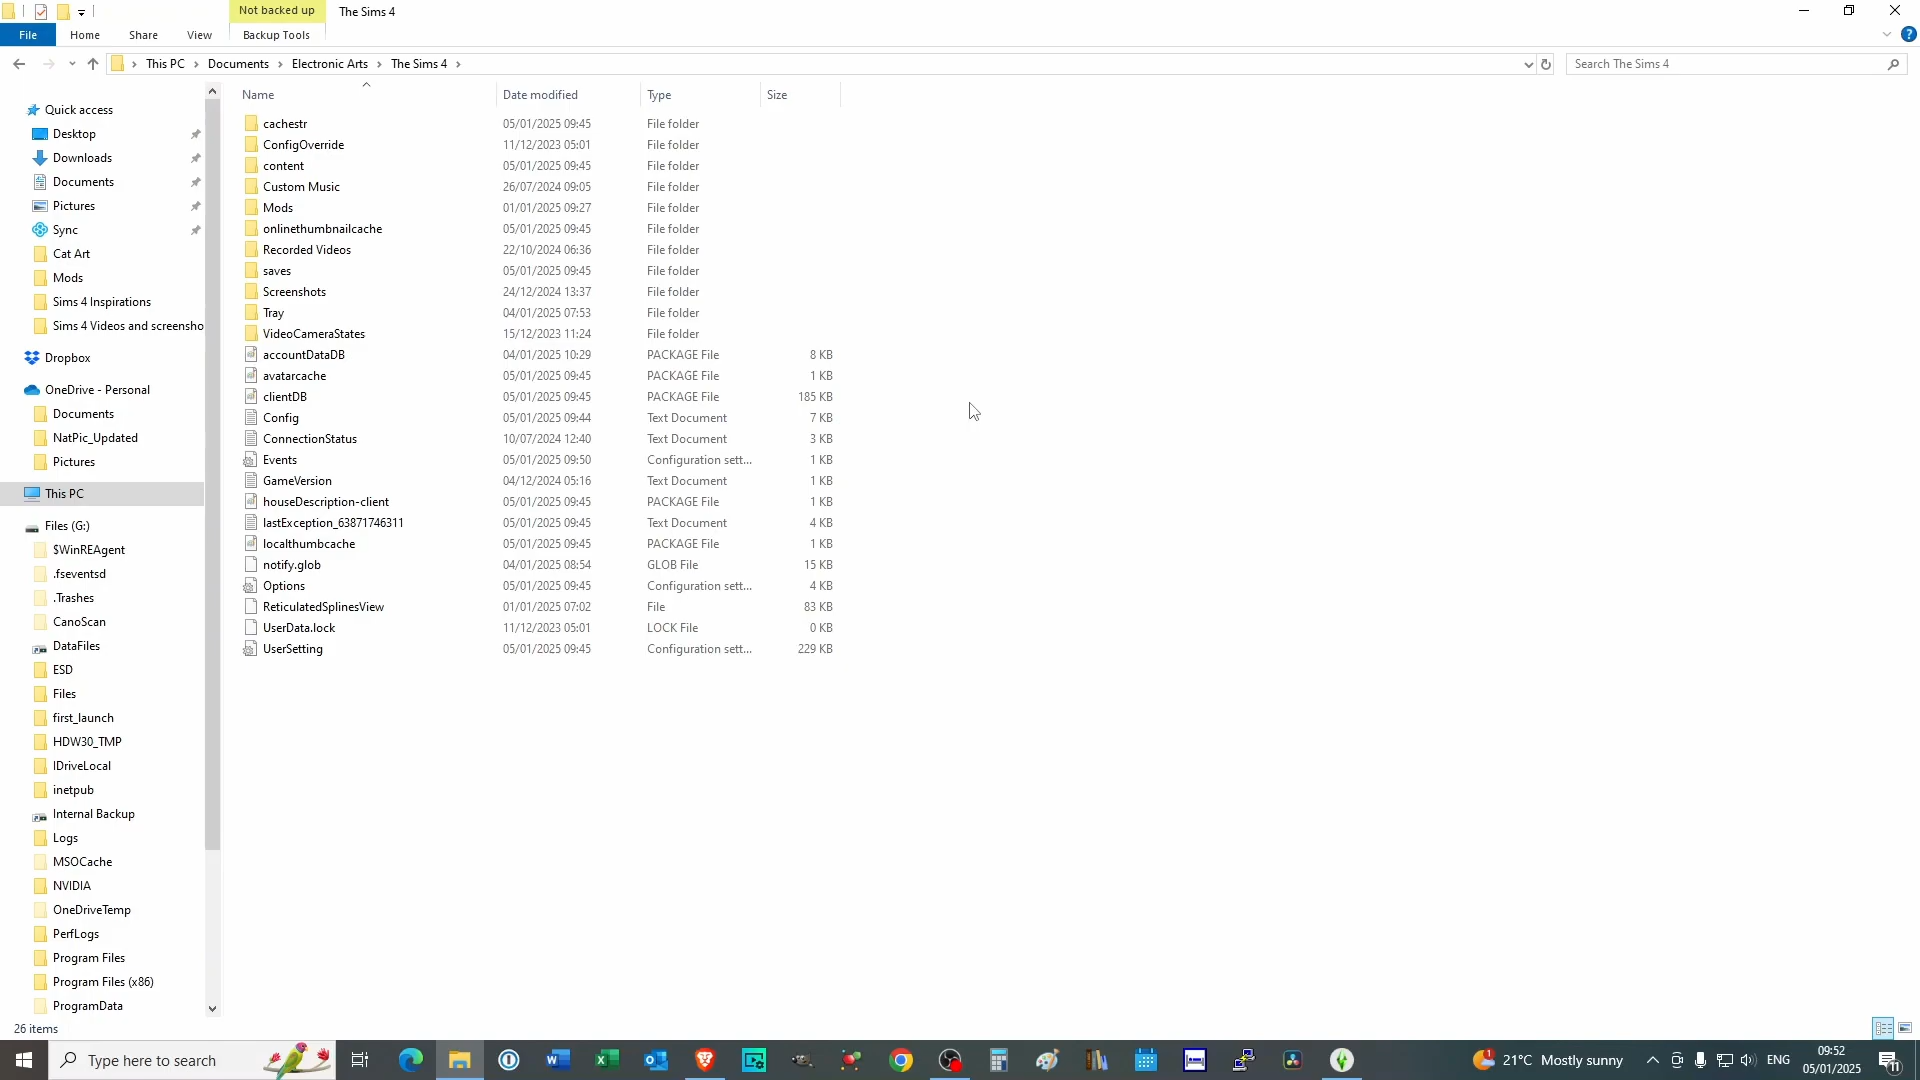 Not backed up
The Sims 4
File
Home
Share
View
Backup Tools
This PC > Documents > Electronic Arts > The Sims 4 >
Search The Sims 4
Name
Date modified
Type
Size
Quick access
Desktop
Downloads
Documents
Pictures
Sync
Cat Art
Mods
Sims 4 Inspirations
Sims 4 Videos and screensho
Dropbox
OneDrive - Personal
Documents
NatPic_Updated
Pictures
This PC
Files (G:)
$WinREAgent
.fseventsd
.Trashes
CanoScan
DataFiles
ESD
Files
first_launch
HDW30_TMP
IDriveLocal
inetpub
Internal Backup
Logs
MSOCache
NVIDIA
OneDriveTemp
PerfLogs
Program Files
Program Files (x86)
ProgramData
cachestr 05/01/2025 09:45 File folder
ConfigOverride 11/12/2023 05:01 File folder
content 05/01/2025 09:45 File folder
Custom Music 26/07/2024 09:05 File folder
Mods 01/01/2025 09:27 File folder
onlinethumbnailcache 05/01/2025 09:45 File folder
Recorded Videos 22/10/2024 06:36 File folder
saves 05/01/2025 09:45 File folder
Screenshots 24/12/2024 13:37 File folder
Tray 04/01/2025 07:53 File folder
VideoCameraStates 15/12/2023 11:24 File folder
accountDataDB 04/01/2025 10:29 PACKAGE File 8 KB
avatarcache 05/01/2025 09:45 PACKAGE File 1 KB
clientDB 05/01/2025 09:45 PACKAGE File 185 KB
Config 05/01/2025 09:44 Text Document 7 KB
ConnectionStatus 10/07/2024 12:40 Text Document 3 KB
Events 05/01/2025 09:50 Configuration sett... 1 KB
GameVersion 04/12/2024 05:16 Text Document 1 KB
houseDescription-client 05/01/2025 09:45 PACKAGE File 1 KB
lastException_63871746311 05/01/2025 09:45 Text Document 4 KB
localthumbcache 05/01/2025 09:45 PACKAGE File 1 KB
notify.glob 04/01/2025 08:54 GLOB File 15 KB
Options 05/01/2025 09:45 Configuration sett... 4 KB
ReticulatedSplinesView 01/01/2025 07:02 File 83 KB
UserData.lock 11/12/2023 05:01 LOCK File 0 KB
UserSetting 05/01/2025 09:45 Configuration sett... 229 KB
26 items
Type here to search
21°C Mostly sunny
ENG
09:52
05/01/2025
11